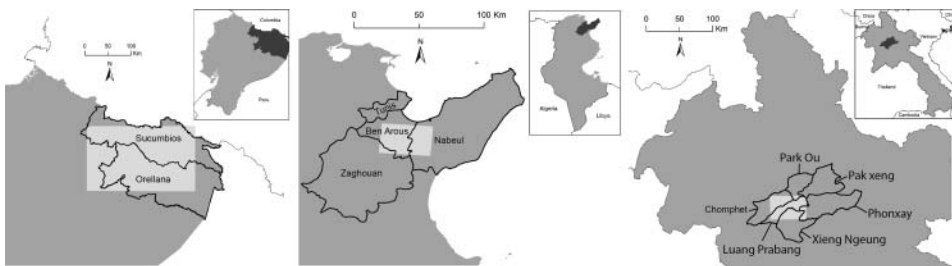 Colombia
Peru
0 50 100
Km
N
Sucumbios
Orellana
0 50 100 Km
N
Tunis
Ben Arous
Nabeul
Zaghouan
Algeria
Libya
0 50 100
Km
N
China
Vietnam
Thailand
Cambodia
Park Ou
Pak xeng
Chomphet
Phonxay
Luang Prabang
Xieng Ngeung